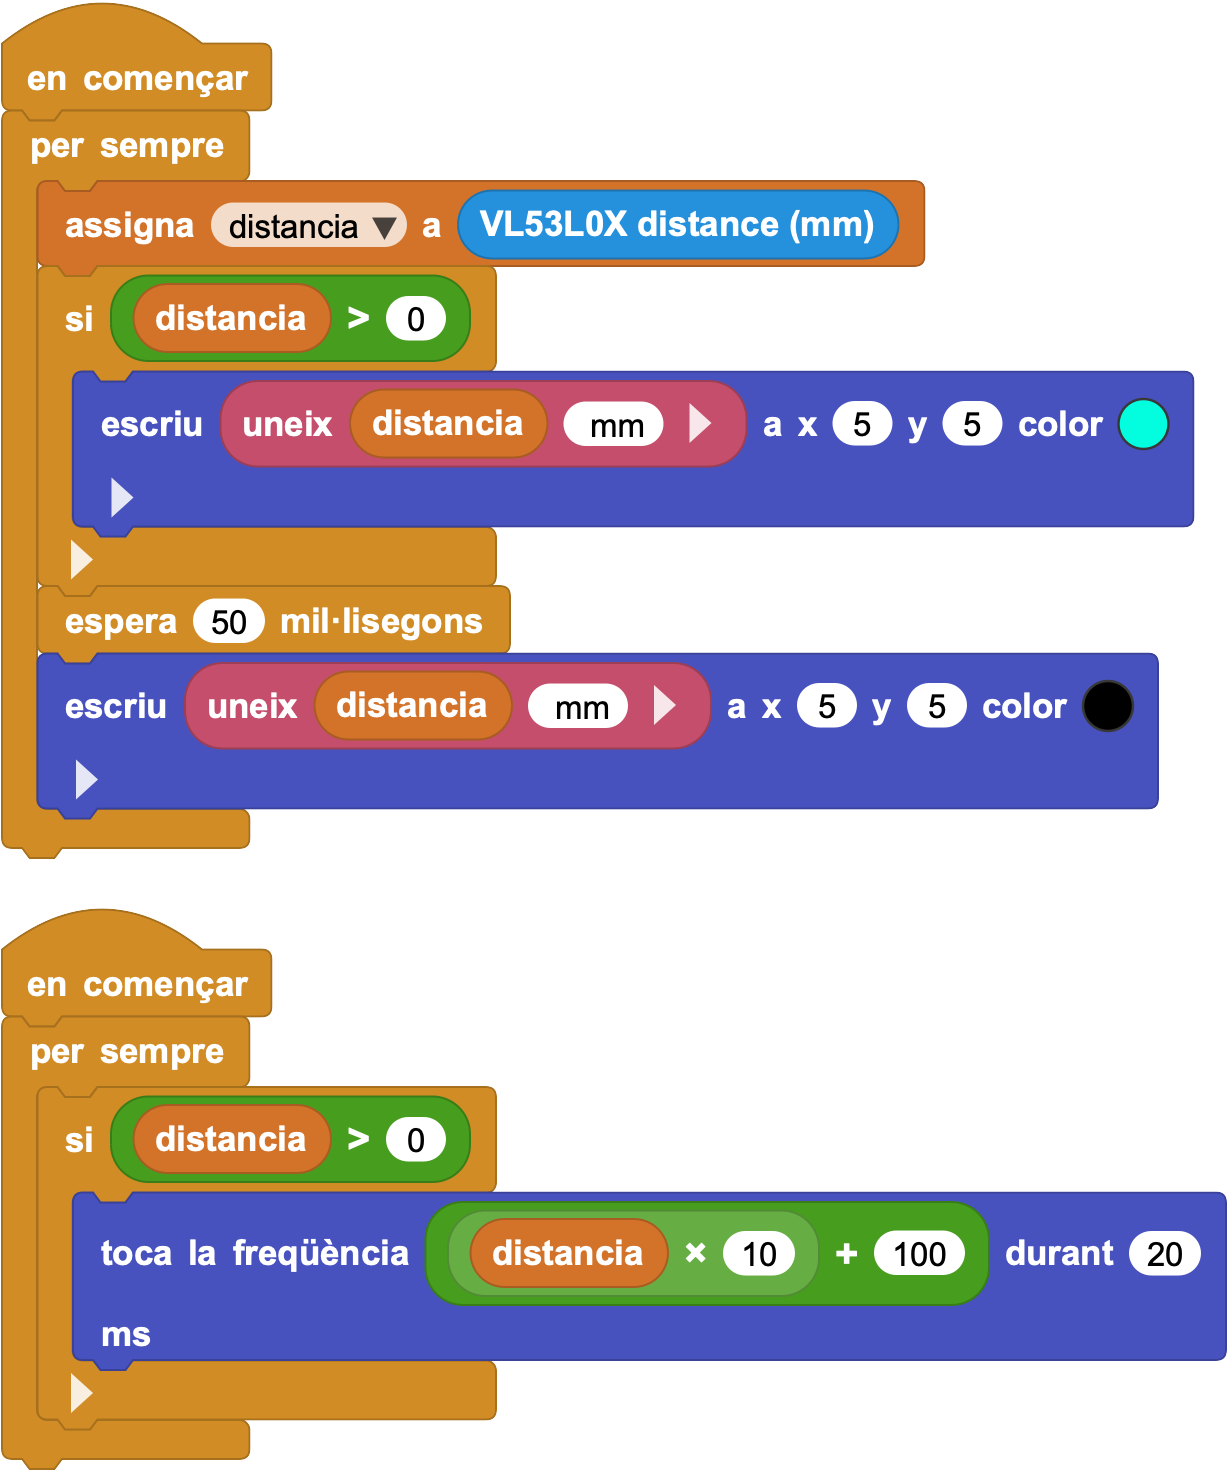 en començar
per sempre
assigna distancia a VL53L0X distance (mm)
si distancia > 0
escriu uneix distancia mm a x 5 y 5 color
espera 50 mil·lisegons
escriu uneix distancia mm a x 5 y 5 color
en començar
per sempre
si distancia > 0
toca la freqüència distancia × 10 + 100 durant 20
ms